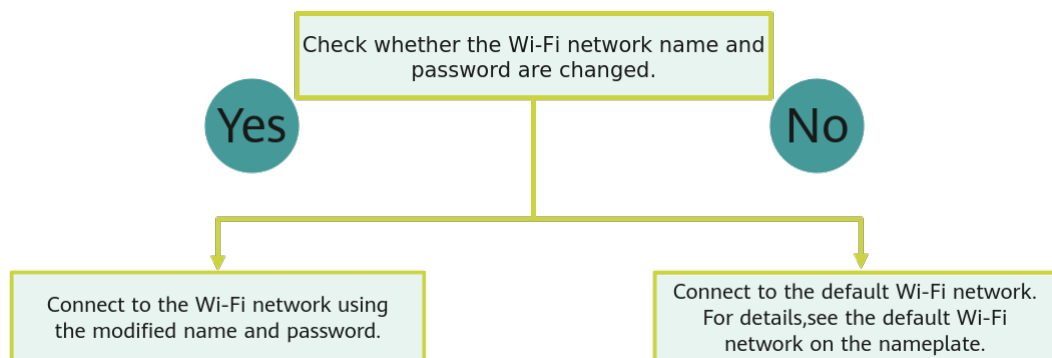 Check whether the Wi-Fi network name and
password are changed.
Yes
No
Connect to the Wi-Fi network using
the modified name and password.
Connect to the default Wi-Fi network.
For details,see the default Wi-Fi
network on the nameplate.